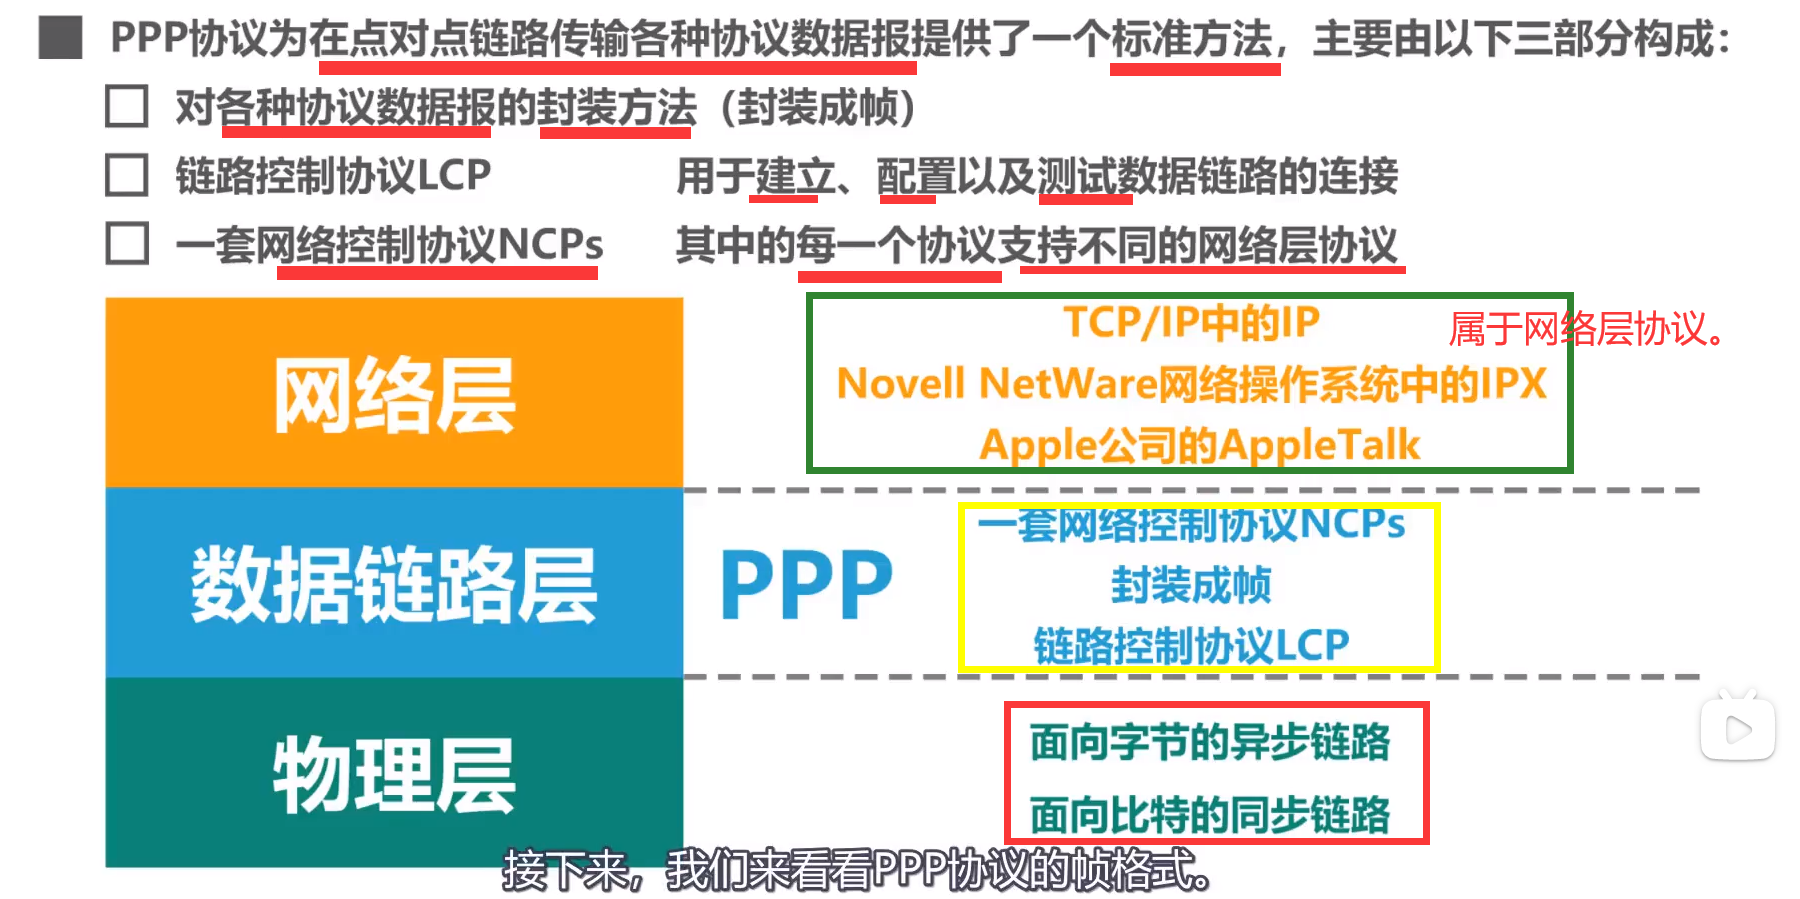 PPP协议为在点对点链路传输各种协议数据报提供了一个标准方法，主要由以下三部分构成：
对各种协议数据报的封装方法（封装成帧）
链路控制协议LCP 用于建立、配置以及测试数据链路的连接
一套网络控制协议NCPs 其中的每一个协议支持不同的网络层协议
网络层
TCP/IP中的IP
属于网络层协议。
Novell NetWare网络操作系统中的IPX
Apple公司的AppleTalk
数据链路层
PPP
一套网络控制协议NCPs
封装成帧
链路控制协议LCP
物理层
面向字节的异步链路
面向比特的同步链路
接下来，我们来看看PPP协议的帧格式。